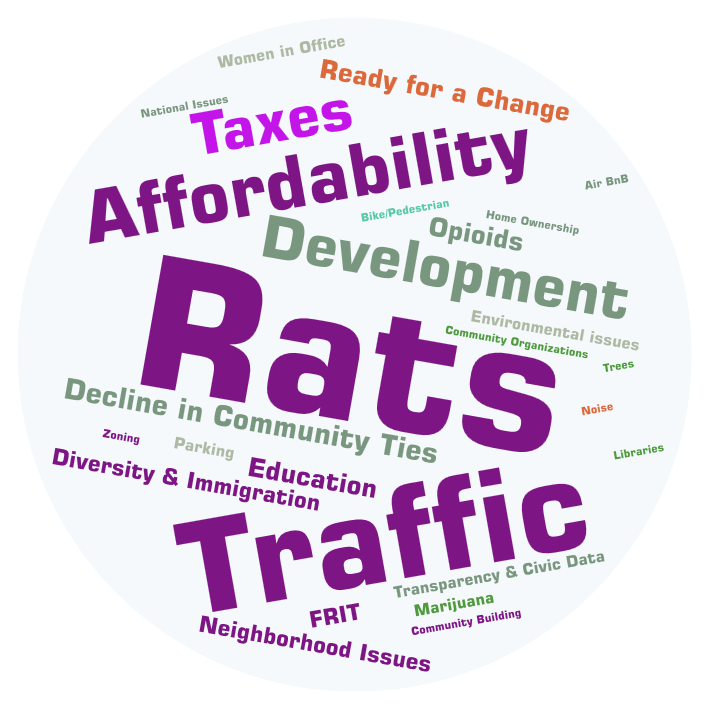 Women in Office
Ready for a Change
National Issues
Taxes
Affordability
Air BnB
Bike/Pedestrian
Home Ownership
Opioids
Development
Rats
Environmental issues
Community Organizations
Trees
Decline in Community Ties
Noise
Zoning
Parking
Libraries
Diversity & Immigration
Education
Traffic
Transparency & Civic Data
Marijuana
FRIT
Community Building
Neighborhood Issues